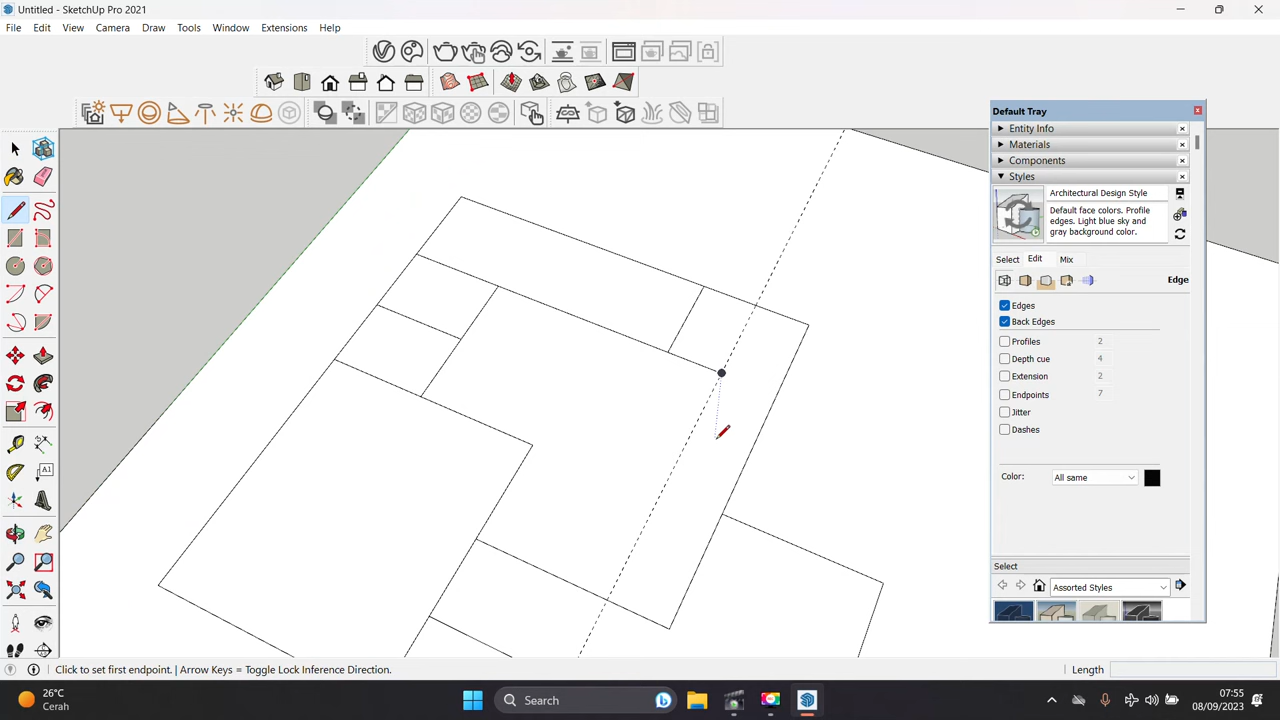 Untitled - SketchUp Pro 2021
File Edit View Camera Draw Tools Window Extensions Help
Default Tray
Entity Info
Materials
Components
Styles
Architectural Design Style
Default face colors. Profile
edges. Light blue sky and
gray background color.
Select Edit Mix
Edge
Edges
Back Edges
Profiles 2
Depth cue 4
Extension 2
Endpoints 7
Jitter
Dashes
Color: All same
Select
Assorted Styles
A1
Click to set first endpoint. | Arrow Keys = Toggle Lock Inference Direction.
Length
26°C
Cerah
Search
07:55
08/09/2023